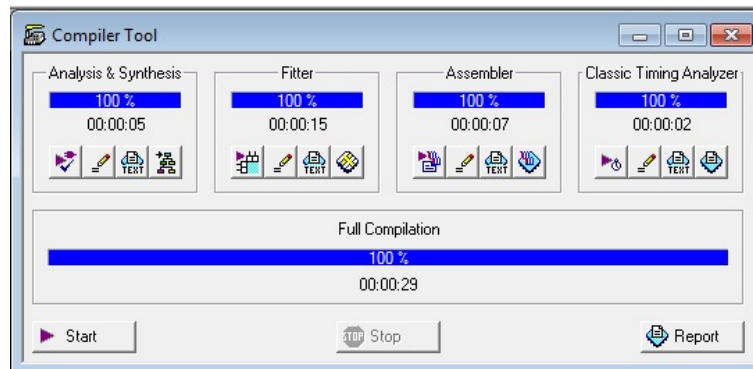 Compiler Tool
Analysis & Synthesis
100 %
00:00:05
TEXT
Fitter
100 %
00:00:15
TEXT
Assembler
100 %
00:00:07
TEXT
Classic Timing Analyzer
100 %
00:00:02
TEXT
Full Compilation
100 %
00:00:29
Start
STOP Stop
Report